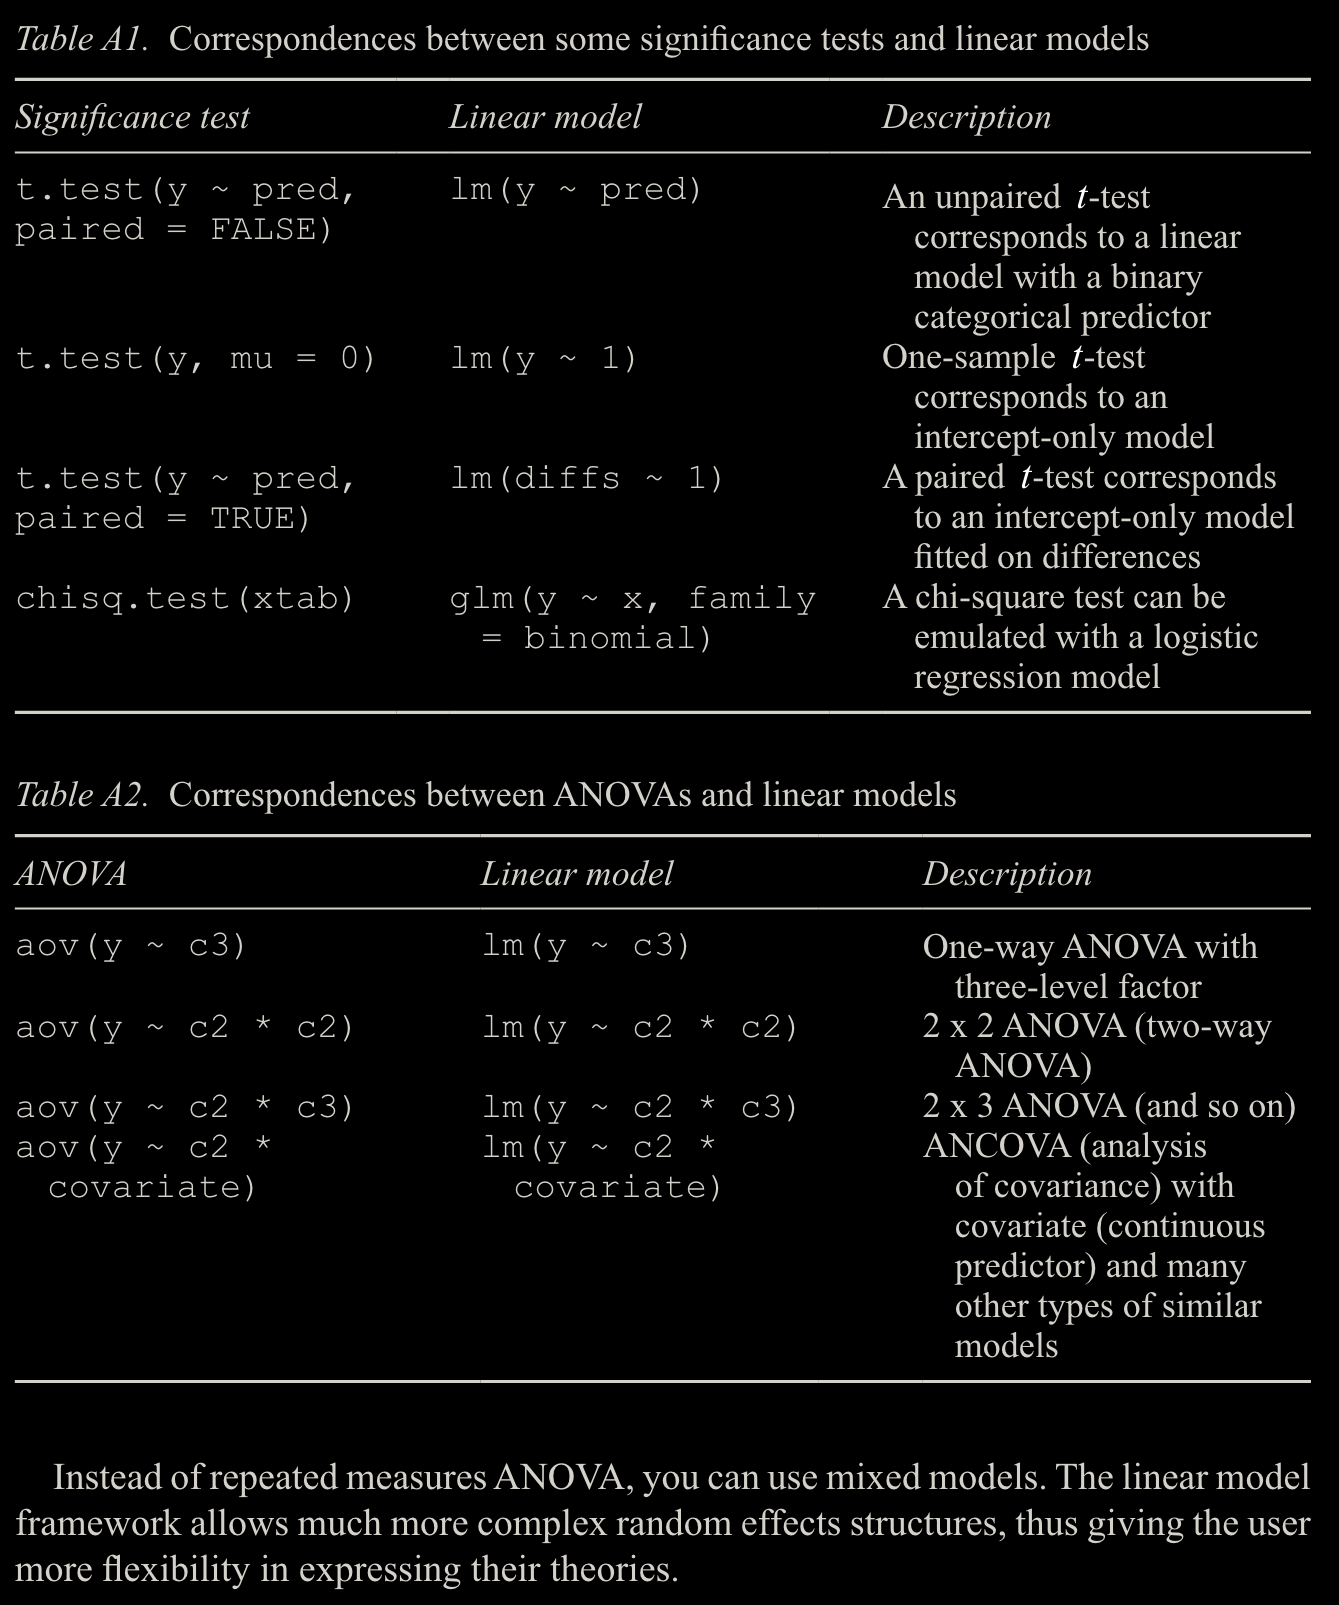 Table A1. Correspondences between some significance tests and linear models
Significance test Linear model Description
t.test(y ~ pred, paired = FALSE)
lm(y ~ pred)
An unpaired t-test
corresponds to a linear
model with a binary
categorical predictor
t.test(y, mu = 0)
lm(y ~ 1)
One-sample t-test
corresponds to an
intercept-only model
t.test(y ~ pred,
paired = TRUE)
lm(diffs ~ 1)
A paired t-test corresponds
to an intercept-only model
fitted on differences
chisq.test(xtab)
glm(y ~ x, family
= binomial)
A chi-square test can be
emulated with a logistic
regression model
Table A2. Correspondences between ANOVAs and linear models
ANOVA Linear model Description
aov(y ~ c3)
lm(y ~ c3)
One-way ANOVA with
three-level factor
aov(y ~ c2 * c2)
lm(y ~ c2 * c2)
2 x 2 ANOVA (two-way
ANOVA)
aov(y ~ c2 * c3)
lm(y ~ c2 * c3)
2 x 3 ANOVA (and so on)
aov(y ~ c2 *
covariate)
lm(y ~ c2 *
covariate)
ANCOVA (analysis
of covariance) with
covariate (continuous
predictor) and many
other types of similar
models
Instead of repeated measures ANOVA, you can use mixed models. The linear model
framework allows much more complex random effects structures, thus giving the user
more flexibility in expressing their theories.